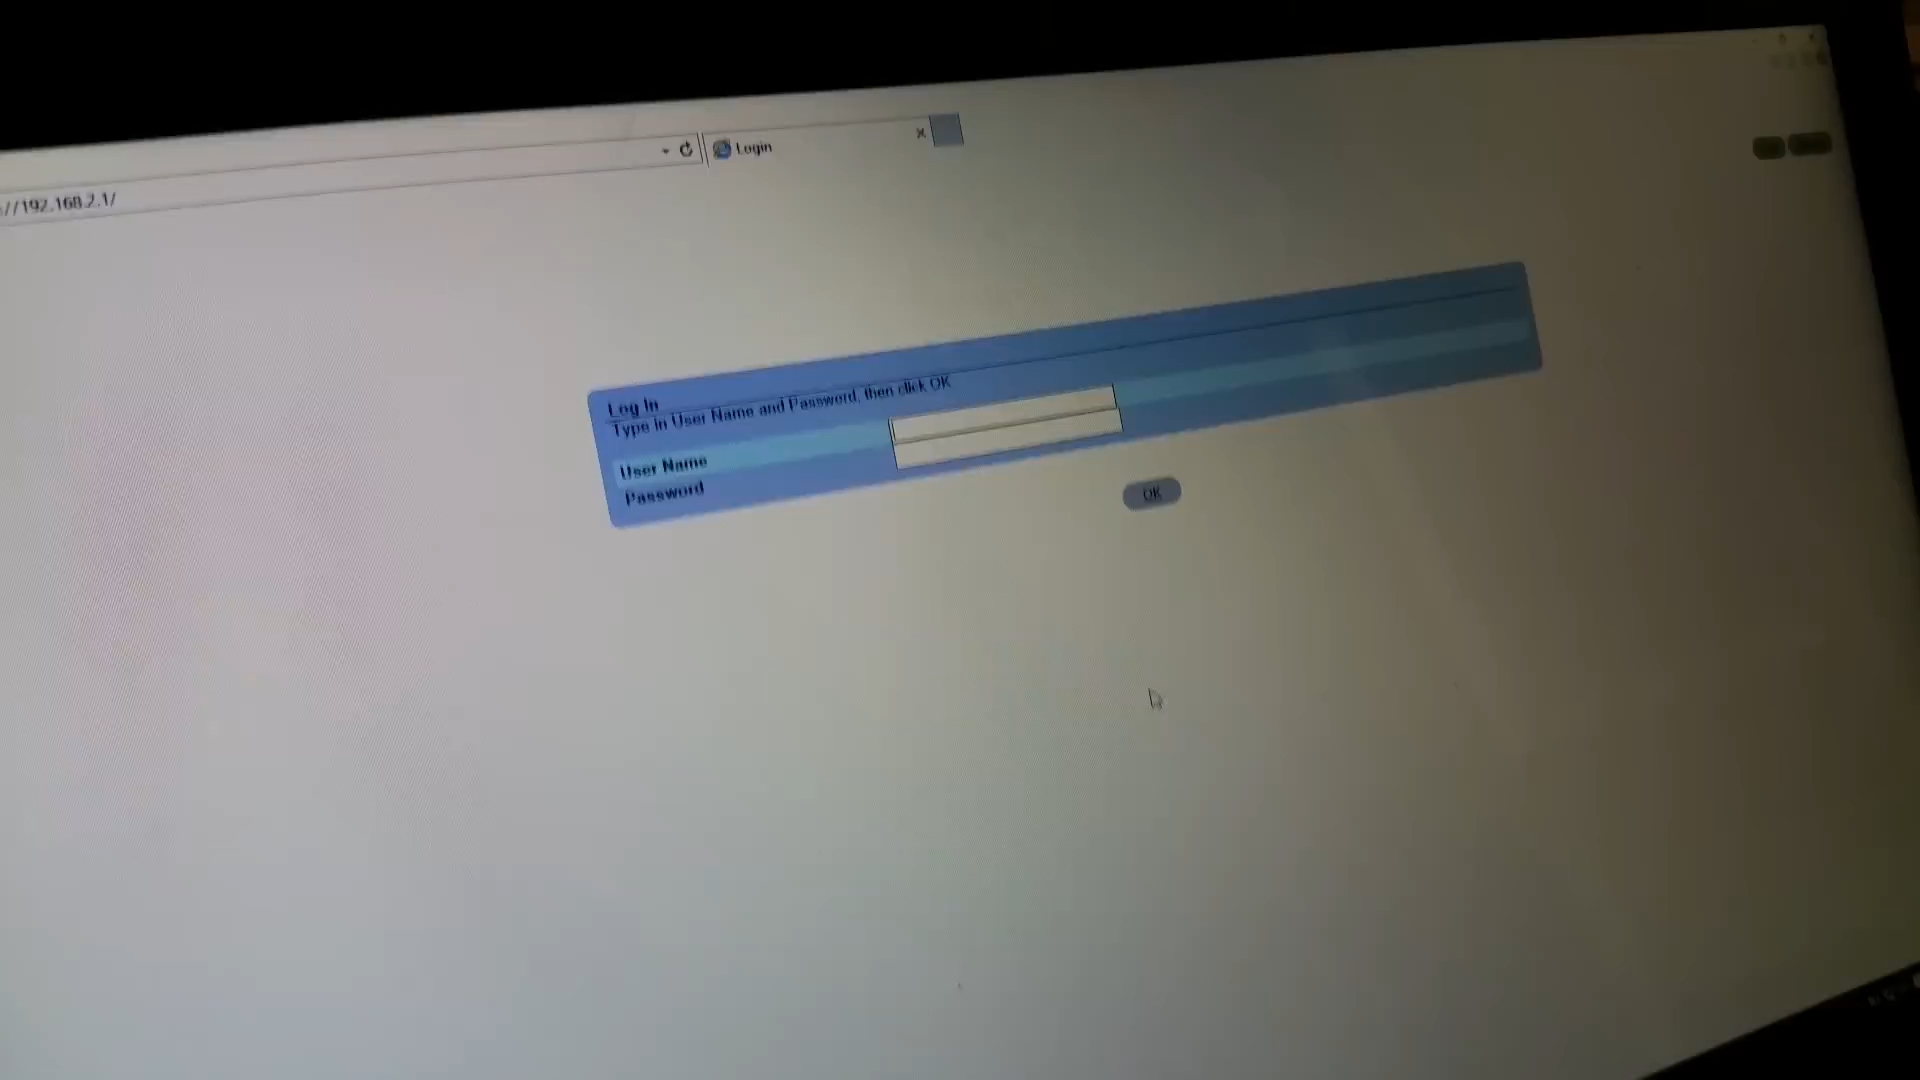 Login
://192.168.2.1/
Log In
Type in User Name and Password, then click OK
User Name
Password
OK